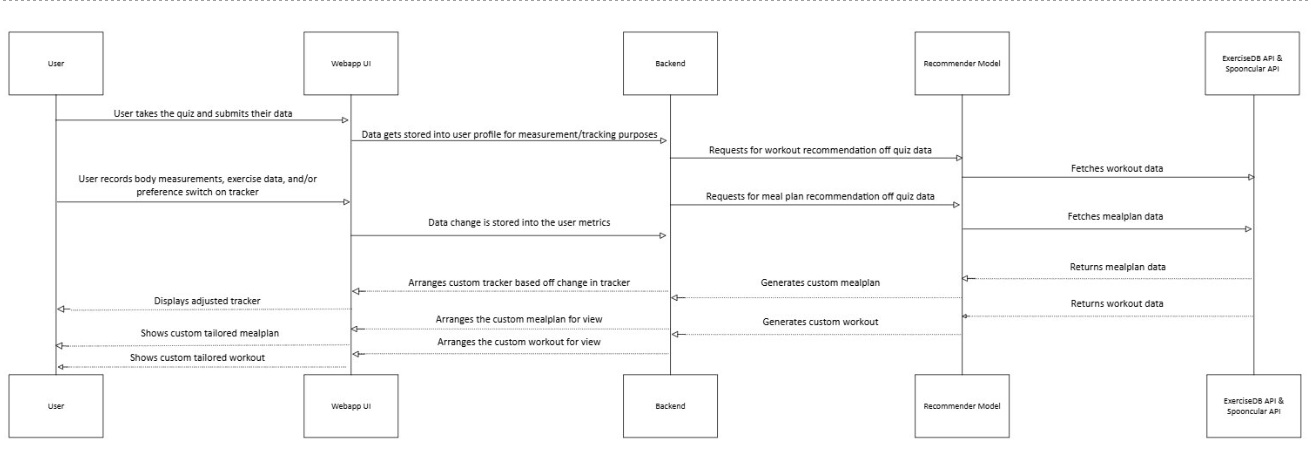 User
Webapp UI
Backend
Recommender Model
ExerciseDB API &
Spooncular API
User takes the quiz and submits their data
Data gets stored into user profile for measurement/tracking purposes
Requests for workout recommendation off quiz data
Fetches workout data
User records body measurements, exercise data, and/or
preference switch on tracker
Requests for meal plan recommendation off quiz data
Fetches mealplan data
Data change is stored into the user metrics
Returns mealplan data
Arranges custom tracker based off change in tracker
Generates custom mealplan
Displays adjusted tracker
Returns workout data
Arranges the custom mealplan for view
Generates custom workout
Shows custom tailored mealplan
Arranges the custom workout for view
Shows custom tailored workout
User
Webapp UI
Backend
Recommender Model
ExerciseDB API &
Spooncular API